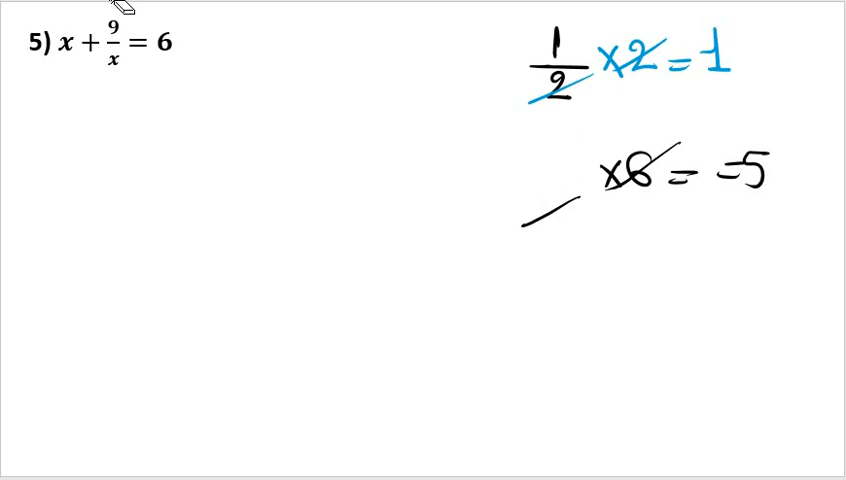 5) x + 9/x = 6
1/2 x2 = 1
x6 = -5